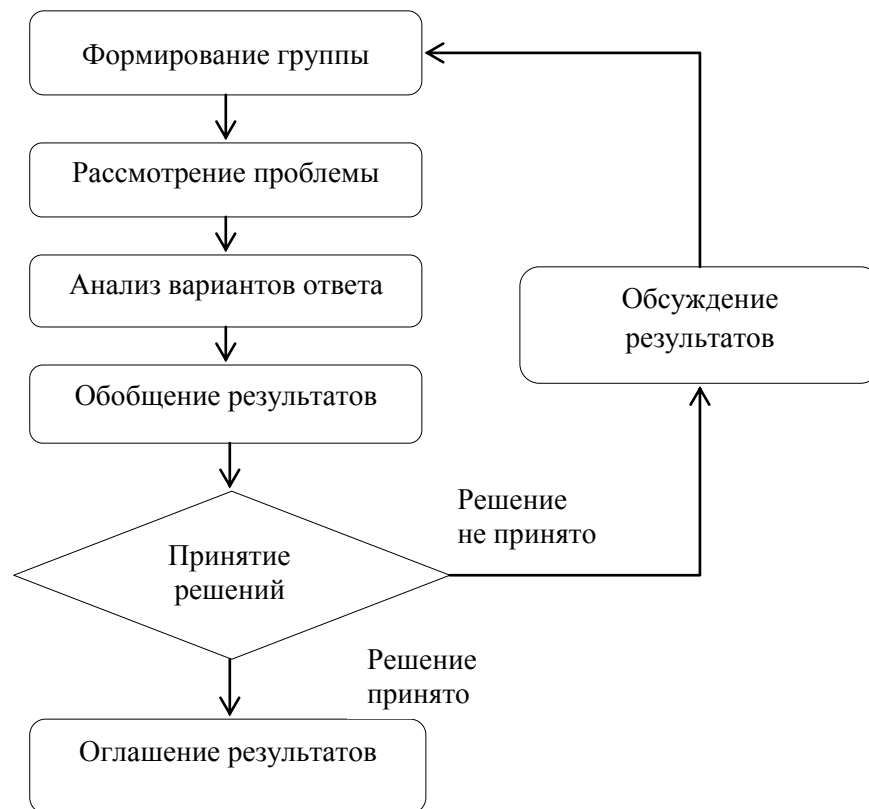 Формирование группы
Рассмотрение проблемы
Анализ вариантов ответа
Обсуждение
результатов
Обобщение результатов
Решение
не принято
Принятие
решений
Решение
принято
Оглашение результатов